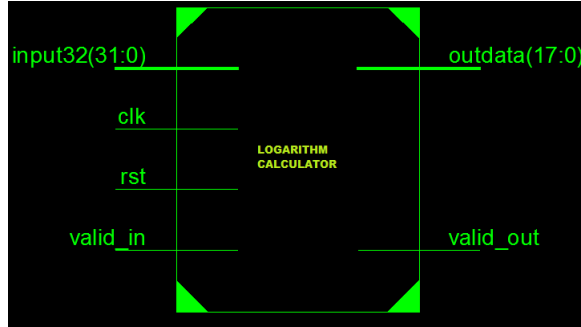 input32(31:0)
outdata(17:0)
clk
LOGARITHM
CALCULATOR
rst
valid_in
valid_out